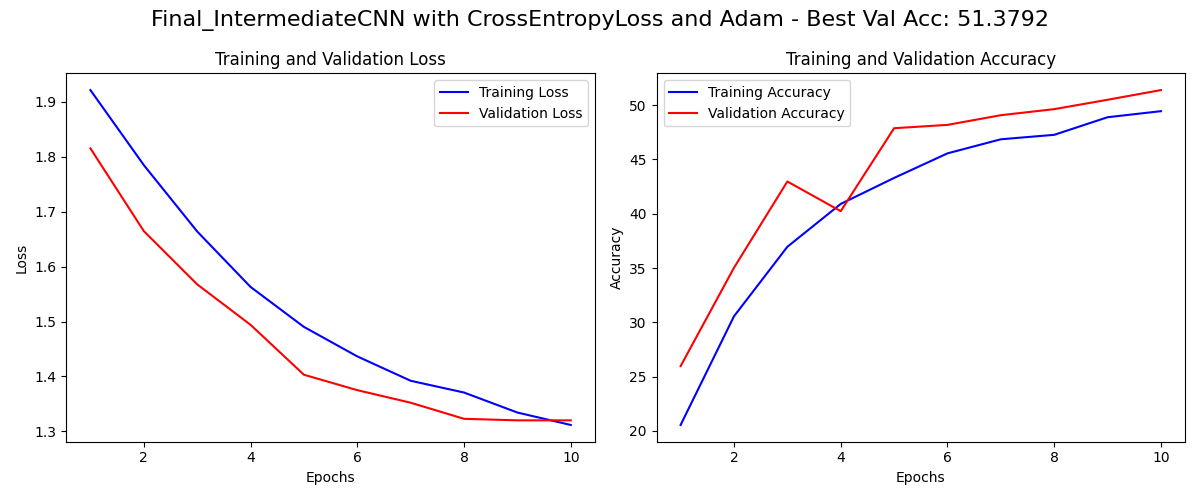 Final_IntermediateCNN with CrossEntropyLoss and Adam - Best Val Acc: 51.3792
Training and Validation Loss
Training Loss
Validation Loss
1.9
1.8
1.7
1.6
1.5
1.4
1.3
Loss
2 4 6 8 10
Epochs
Training and Validation Accuracy
Training Accuracy
Validation Accuracy
50
45
40
35
30
25
20
Accuracy
2 4 6 8 10
Epochs